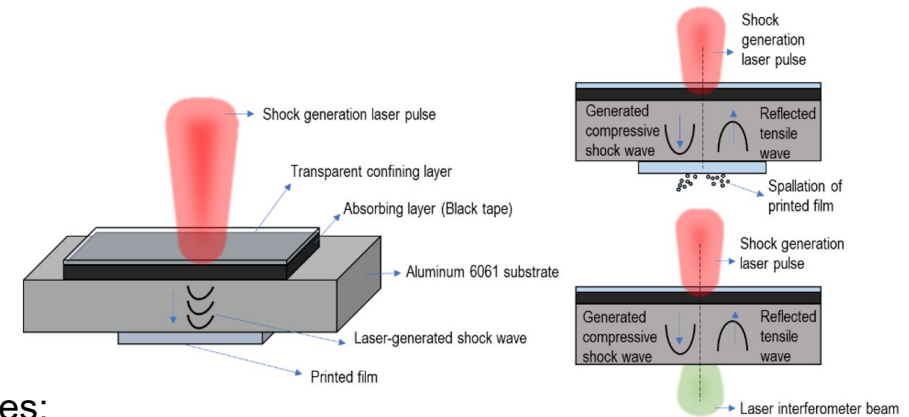 Shock generation laser pulse
Transparent confining layer
Absorbing layer (Black tape)
Aluminum 6061 substrate
Laser-generated shock wave
Printed film
Shock
generation
laser pulse
Generated
compressive
shock wave
Reflected
tensile
wave
Spallation of
printed film
Shock generation
laser pulse
Generated
compressive
shock wave
Reflected
tensile
wave
Laser interferometer beam